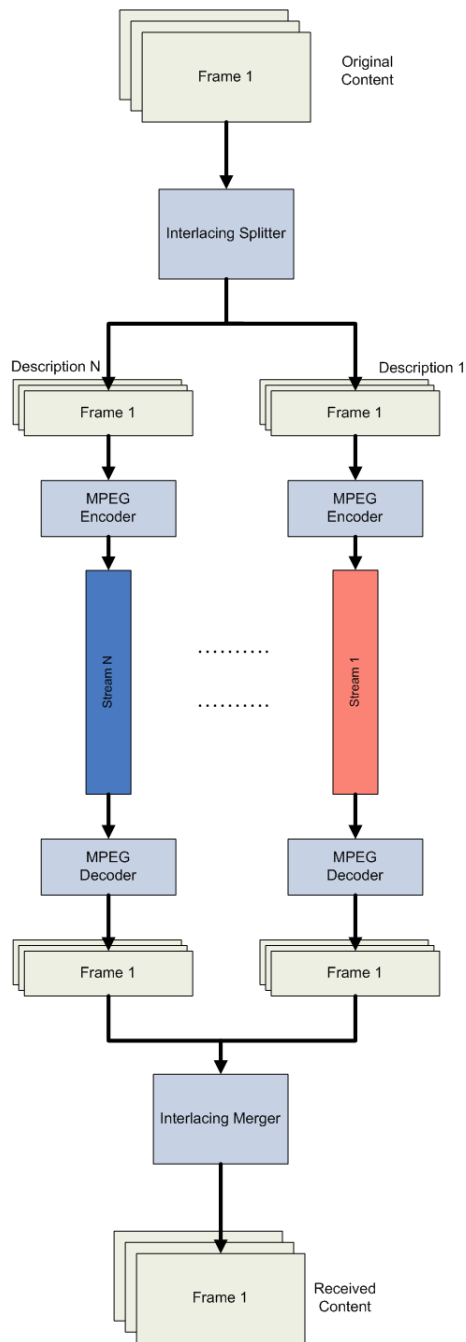 Frame 1
Original
Content
Interlacing Splitter
Description N
Description 1
Frame 1
Frame 1
MPEG
Encoder
MPEG
Encoder
Stream N
Stream 1
..........
..........
MPEG
Decoder
MPEG
Decoder
Frame 1
Frame 1
Interlacing Merger
Frame 1
Received
Content